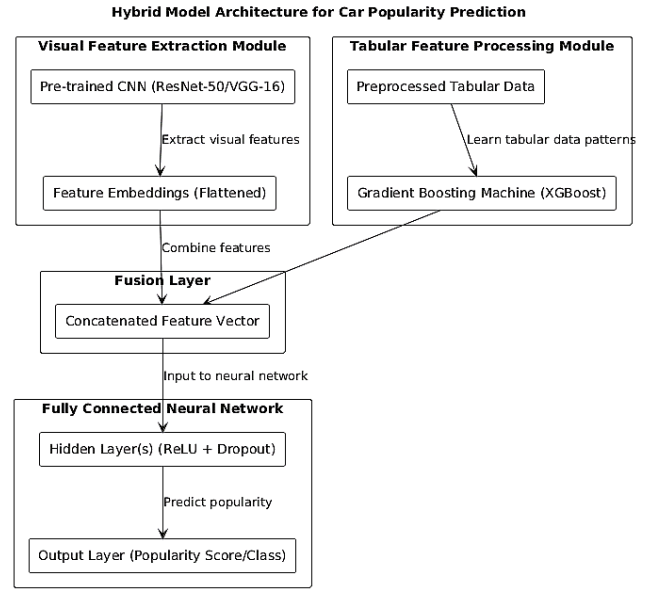 Hybrid Model Architecture for Car Popularity Prediction
Visual Feature Extraction Module
Pre-trained CNN (ResNet-50/VGG-16)
Extract visual features
Feature Embeddings (Flattened)
Tabular Feature Processing Module
Preprocessed Tabular Data
Learn tabular data patterns
Gradient Boosting Machine (XGBoost)
Combine features
Fusion Layer
Concatenated Feature Vector
Input to neural network
Fully Connected Neural Network
Hidden Layer(s) (ReLU + Dropout)
Predict popularity
Output Layer (Popularity Score/Class)